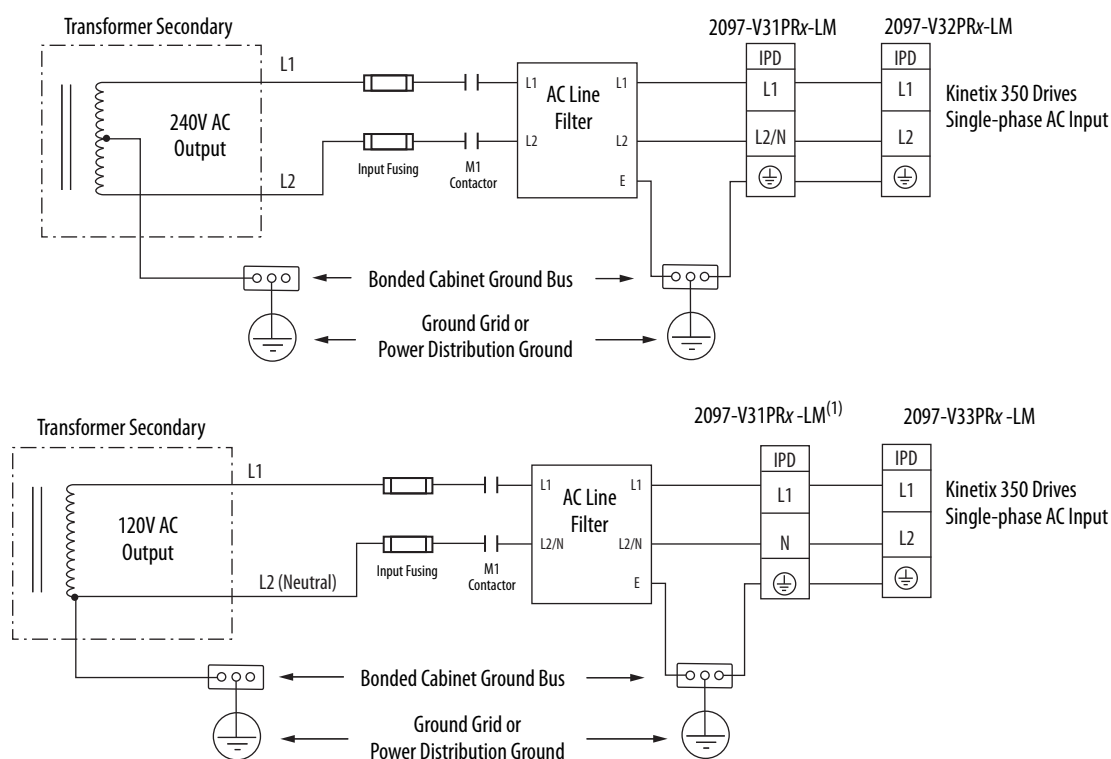 Transformer Secondary
2097-V31PRx-LM
2097-V32PRx-LM
L1
IPD
IPD
L1
AC Line
Filter
L1
L1
L1
Kinetix 350 Drives
Single-phase AC Input
240V AC
Output
L2
L2
L2/N
L2
Input Fusing
M1
Contactor
L2
E
Bonded Cabinet Ground Bus
Ground Grid or
Power Distribution Ground
2097-V31PRx -LM(1)
2097-V33PRx -LM
Transformer Secondary
IPD
IPD
L1
L1
AC Line
Filter
L1
L1
L1
Kinetix 350 Drives
Single-phase AC Input
120V AC
Output
L2/N
L2/N
N
L2
L2 (Neutral)
Input Fusing
M1
Contactor
E
Bonded Cabinet Ground Bus
Ground Grid or
Power Distribution Ground